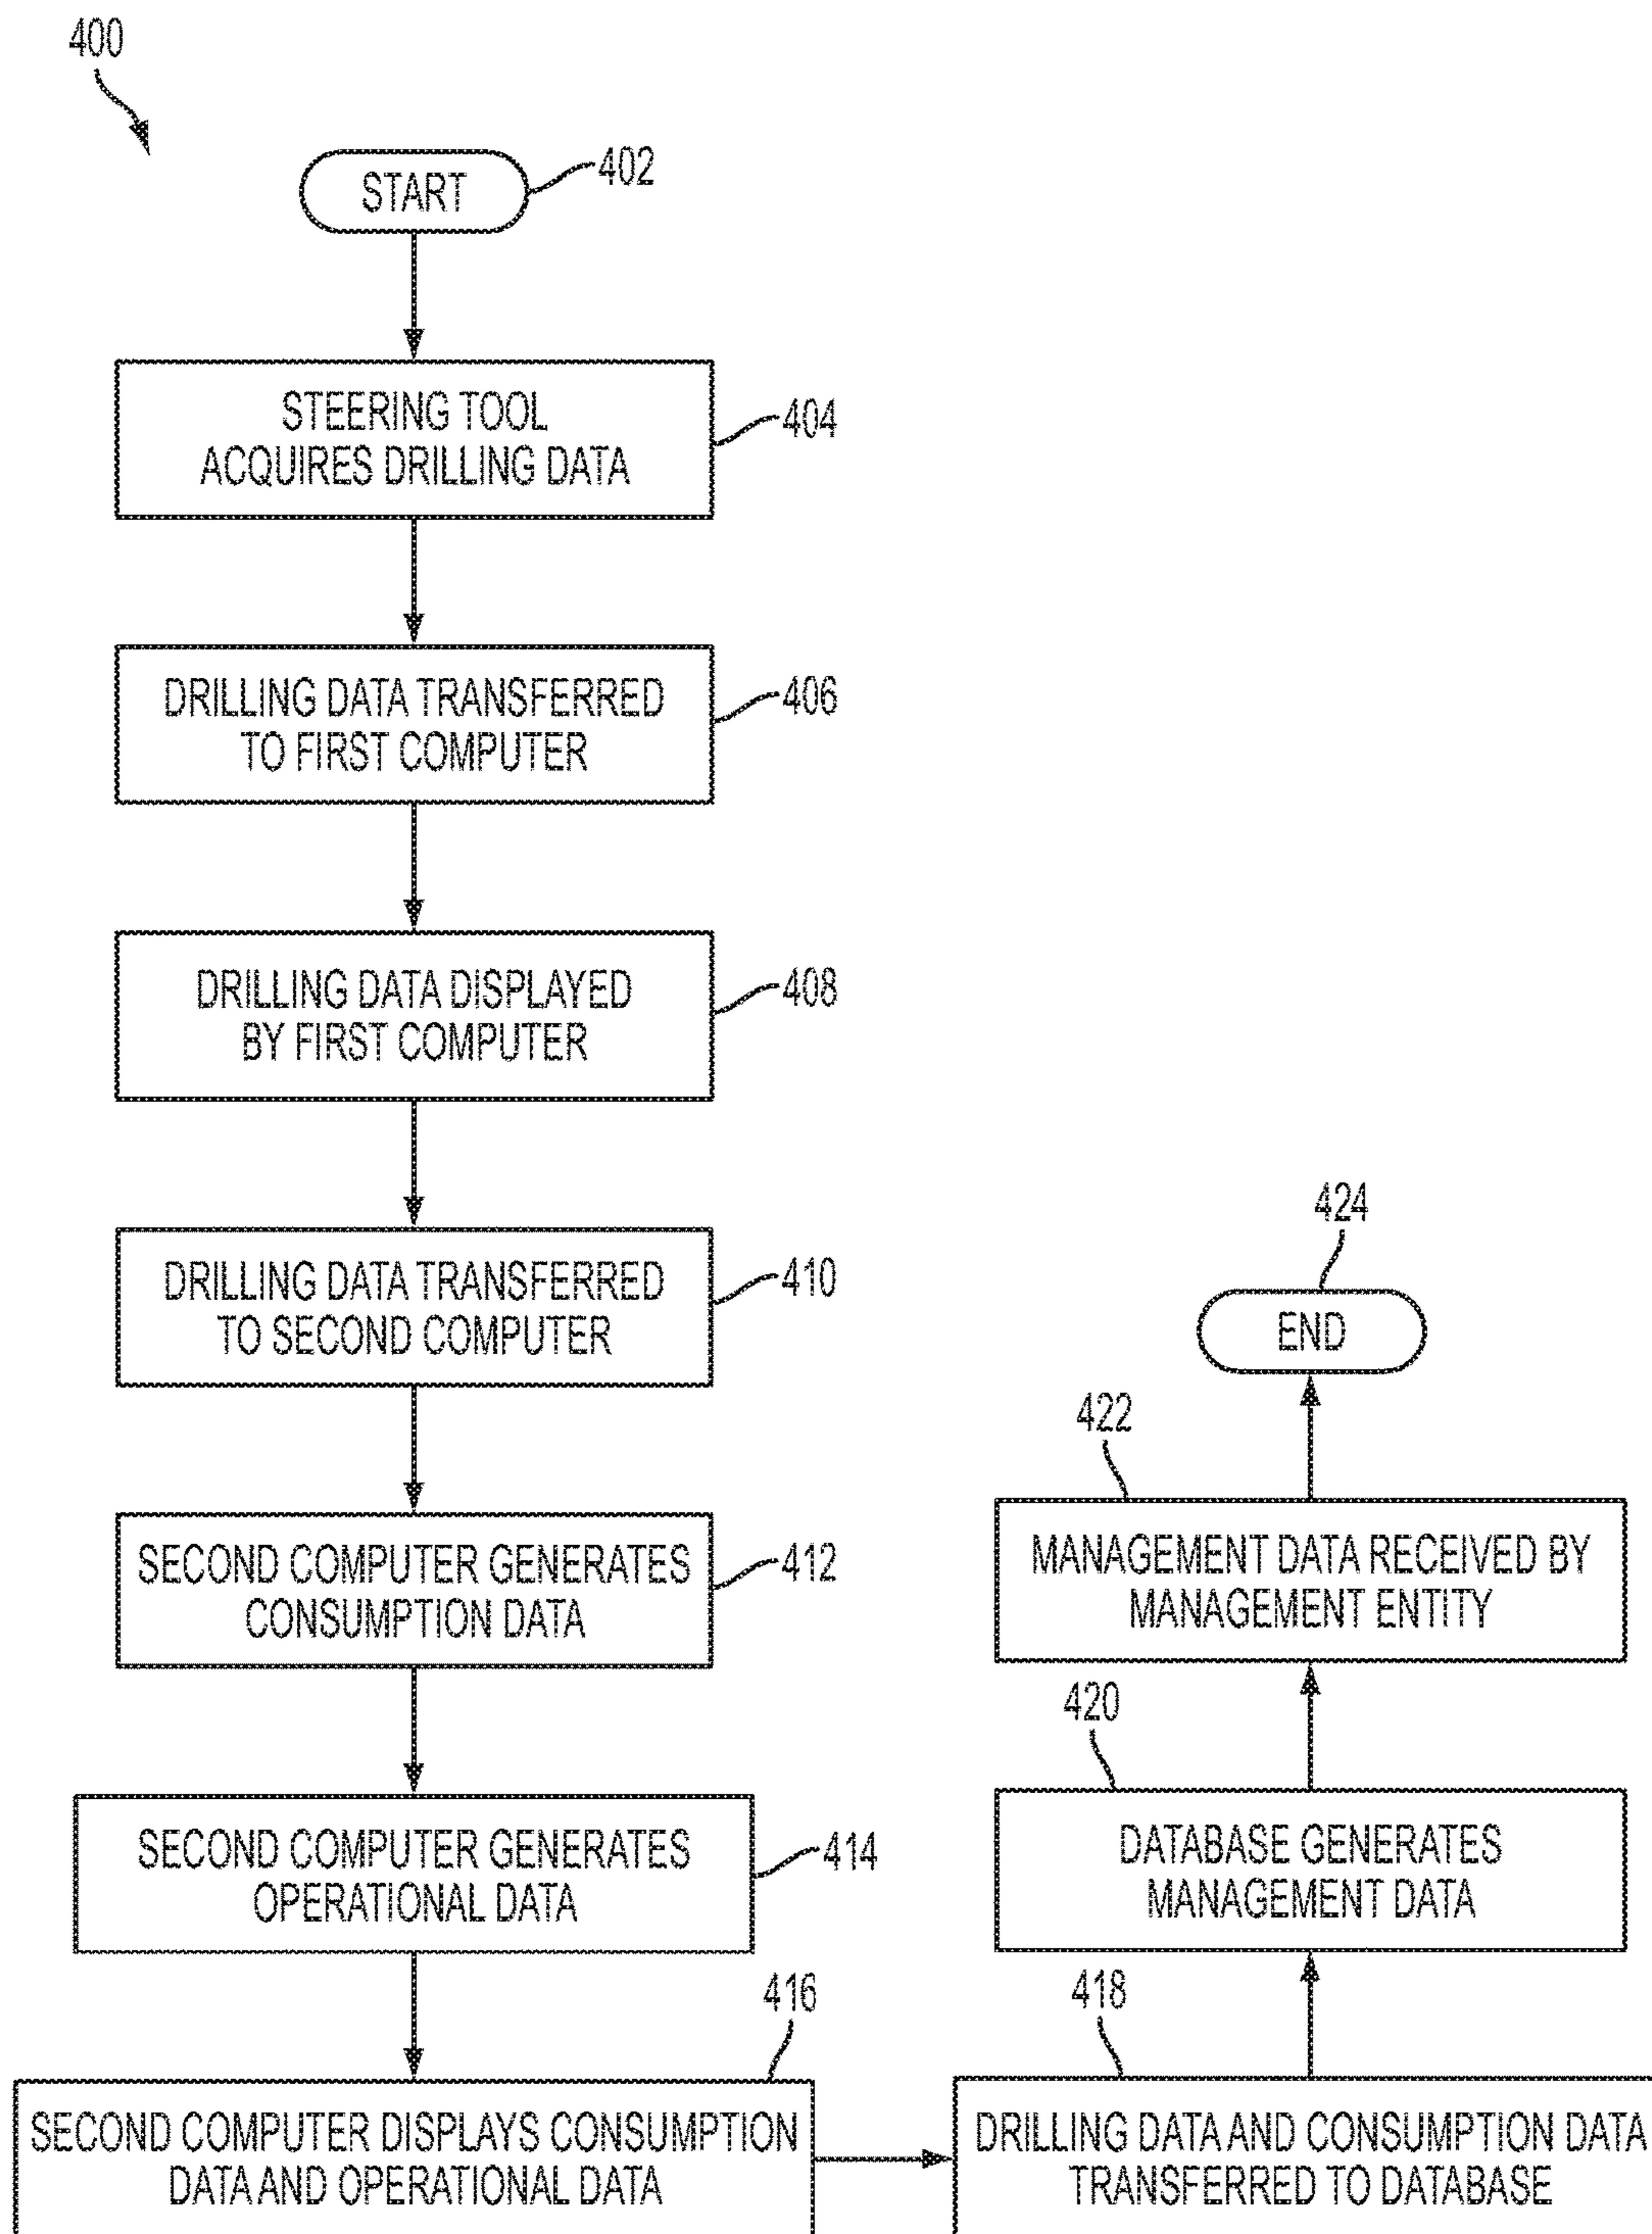 400
START
402
STEERING TOOL
ACQUIRES DRILLING DATA
404
DRILLING DATA TRANSFERRED
TO FIRST COMPUTER
406
DRILLING DATA DISPLAYED
BY FIRST COMPUTER
408
DRILLING DATA TRANSFERRED
TO SECOND COMPUTER
410
SECOND COMPUTER GENERATES
CONSUMPTION DATA
412
SECOND COMPUTER GENERATES
OPERATIONAL DATA
414
416
SECOND COMPUTER DISPLAYS CONSUMPTION
DATA AND OPERATIONAL DATA
418
DRILLING DATA AND CONSUMPTION DATA
TRANSFERRED TO DATABASE
420
DATABASE GENERATES
MANAGEMENT DATA
422
MANAGEMENT DATA RECEIVED BY
MANAGEMENT ENTITY
424
END